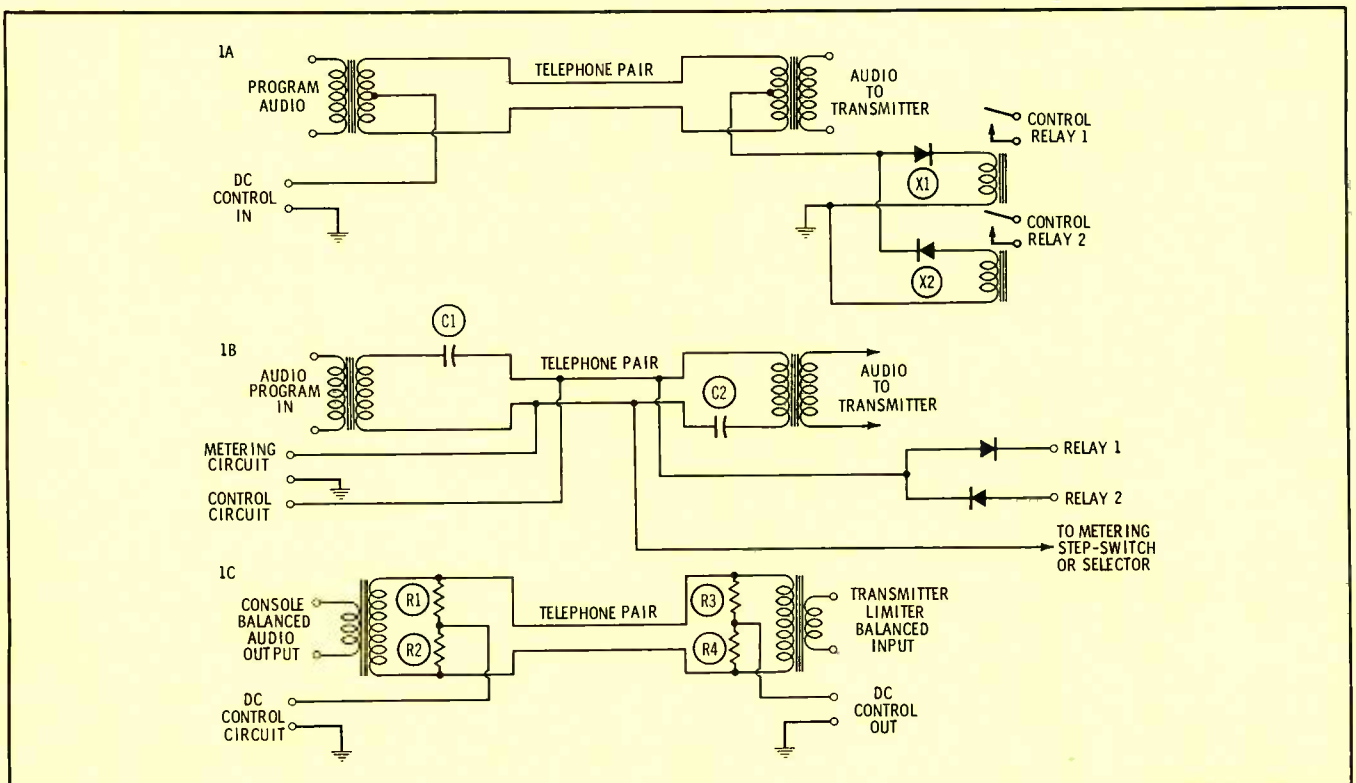 1A
PROGRAM
AUDIO
TELEPHONE PAIR
AUDIO
TO
TRANSMITTER
DC
CONTROL
IN
CONTROL
RELAY 1
X1
CONTROL
RELAY 2
X2
1B
C1
AUDIO
PROGRAM
IN
TELEPHONE PAIR
C2
AUDIO
TO
TRANSMITTER
METERING
CIRCUIT
CONTROL
CIRCUIT
RELAY 1
RELAY 2
TO METERING
STEP-SWITCH
OR SELECTOR
1C
CONSOLE
BALANCED
AUDIO
OUTPUT
R1
R2
TELEPHONE PAIR
R3
R4
TRANSMITTER
LIMITER
BALANCED
INPUT
DC
CONTROL
CIRCUIT
DC
CONTROL
OUT